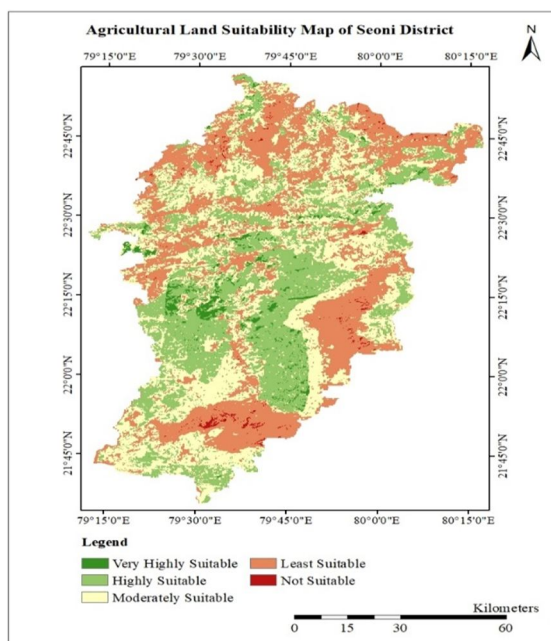 Agricultural Land Suitability Map of Seoni District
N
79°15'0"E 79°30'0"E 79°45'0"E 80°0'0"E 80°15'0"E
22°45'0"N 22°45'0"N
22°30'0"N 22°30'0"N
22°15'0"N 22°15'0"N
22°0'0"N 22°0'0"N
21°45'0"N 21°45'0"N
79°15'0"E 79°30'0"E 79°45'0"E 80°0'0"E 80°15'0"E
Legend
Very Highly Suitable Least Suitable
Highly Suitable Not Suitable
Moderately Suitable
Kilometers
0 15 30 60